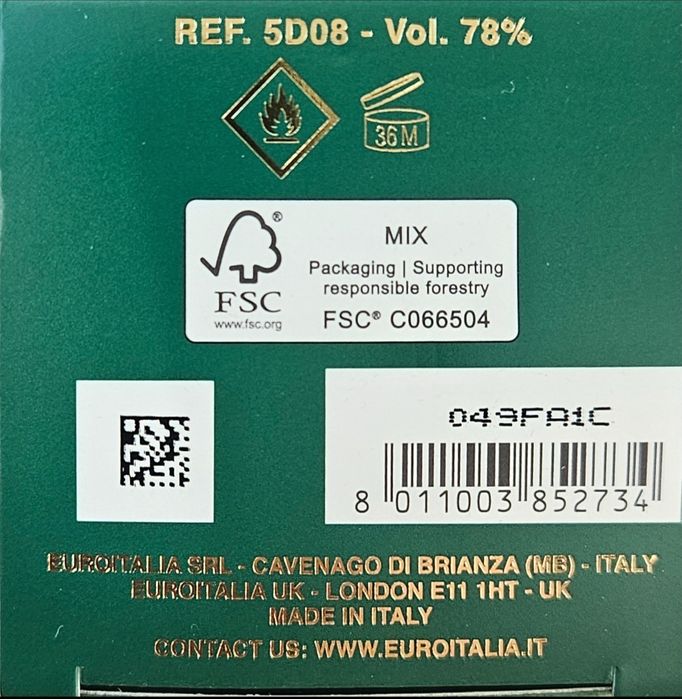 REF. 5D08 - Vol. 78%
36M
®
FSC
www.fsc.org
MIX
Packaging | Supporting
responsible forestry
FSC® C066504
049FA1C
8 011003 852734
EUROITALIA SRL - CAVENAGO DI BRIANZA (MB) - ITALY
EUROITALIA UK - LONDON E11 1HT - UK
MADE IN ITALY
CONTACT US: WWW.EUROITALIA.IT